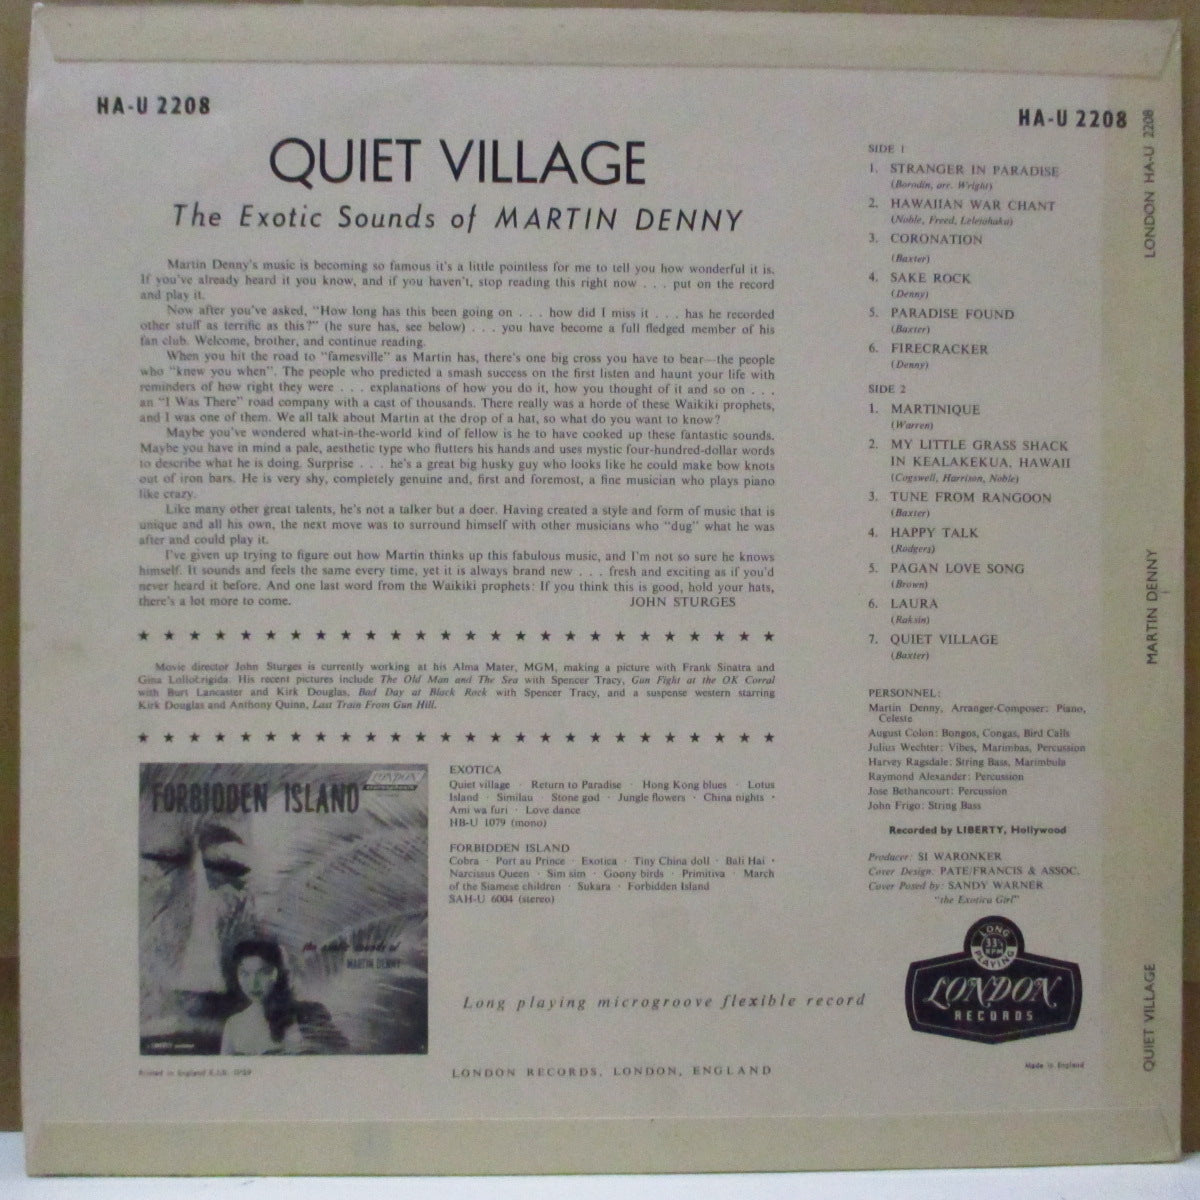 HA-U 2208
QUIET VILLAGE
The Exotic Sounds of MARTIN DENNY
Martin Denny's music is becoming so famous it's a little pointless for me to tell you how wonderful it is.
If you've already heard it you know, and if you haven't, stop reading this right now . . . put on the record
and play it.
Now after you've asked, "How long has this been going on . . . how did I miss it . . . has he recorded
other stuff as terrific as this?" (he sure has, see below) . . . you have become a full fledged member of his
fan club. Welcome, brother, and continue reading.
When you hit the road to "famesville" as Martin has, there's one big cross you have to bear—the people
who "knew you when". The people who predicted a smash success on the first listen and haunt your life with
reminders of how right they were . . . explanations of how you do it, how you thought of it and so on . . .
an "I Was There" road company with a cast of thousands. There really was a horde of these Waikiki prophets,
and I was one of them. We all talk about Martin at the drop of a hat, so what do you want to know?
Maybe you've wondered what-in-the-world kind of fellow is he to have cooked up these fantastic sounds.
Maybe you have in mind a pale, aesthetic type who flutters his hands and uses mystic four-hundred-dollar words
to describe what he is doing. Surprise . . . he's a great big husky guy who looks like he could make bow knots
out of iron bars. He is very shy, completely genuine and, first and foremost, a fine musician who plays piano
like crazy.
Like many other great talents, he's not a talker but a doer. Having created a style and form of music that is
unique and all his own, the next move was to surround himself with other musicians who "dug" what he was
after and could play it.
I've given up trying to figure out how Martin thinks up this fabulous music, and I'm not so sure he knows
himself. It sounds and feels the same every time, yet it is always brand new . . . fresh and exciting as if you'd
never heard it before. And one last word from the Waikiki prophets: If you think this is good, hold your hats,
there's a lot more to come. JOHN STURGES
Movie director John Sturges is currently working at his Alma Mater, MGM, making a picture with Frank Sinatra and
Gina Lollobrigida. His recent pictures include The Old Man and The Sea with Spencer Tracy, Gun Fight at the OK Corral
with Burt Lancaster and Kirk Douglas, Bad Day at Black Rock with Spencer Tracy, and a suspense western starring
Kirk Douglas and Anthony Quinn, Last Train From Gun Hill.
LONDON
FORBIDDEN ISLAND
the exotic sounds of
MARTIN DENNY
EXOTICA
Quiet village · Return to Paradise · Hong Kong blues · Lotus
Island · Similau · Stone god · Jungle flowers · China nights ·
Ami wa furi · Love dance
HB-U 1079 (mono)
FORBIDDEN ISLAND
Cobra · Port au Prince · Exotica · Tiny China doll · Bali Hai ·
Narcissus Queen · Sim sim · Goony birds · Primitiva · March
of the Siamese children · Sukara · Forbidden Island
SAH-U 6004 (stereo)
Long playing microgroove flexible record
Printed in England
LONDON RECORDS, LONDON, ENGLAND
HA-U 2208
SIDE 1
1. STRANGER IN PARADISE
(Borodin, arr. Wright)
2. HAWAIIAN WAR CHANT
(Noble, Freed, Leleiohaku)
3. CORONATION
(Baxter)
4. SAKE ROCK
(Denny)
5. PARADISE FOUND
(Baxter)
6. FIRECRACKER
(Denny)
SIDE 2
1. MARTINIQUE
(Warren)
2. MY LITTLE GRASS SHACK
IN KEALAKEKUA, HAWAII
(Cogswell, Harrison, Noble)
3. TUNE FROM RANGOON
(Baxter)
4. HAPPY TALK
(Rodgers)
5. PAGAN LOVE SONG
(Brown)
6. LAURA
(Raksin)
7. QUIET VILLAGE
(Baxter)
PERSONNEL:
Martin Denny, Arranger-Composer: Piano,
Celeste
August Colon: Bongos, Congas, Bird Calls
Julius Wechter: Vibes, Marimbas, Percussion
Harvey Ragsdale: String Bass, Marimbula
Raymond Alexander: Percussion
Jose Bethancourt: Percussion
John Frigo: String Bass
Recorded by LIBERTY, Hollywood
Producer: SI WARONKER
Cover Design: PATE/FRANCIS & ASSOC.
Cover Posed by: SANDY WARNER
"the Exotica Girl"
LONG
33⅓
RPM
PLAYING
LONDON
RECORDS
Made in England
LONDON HA-U 2208
MARTIN DENNY
QUIET VILLAGE